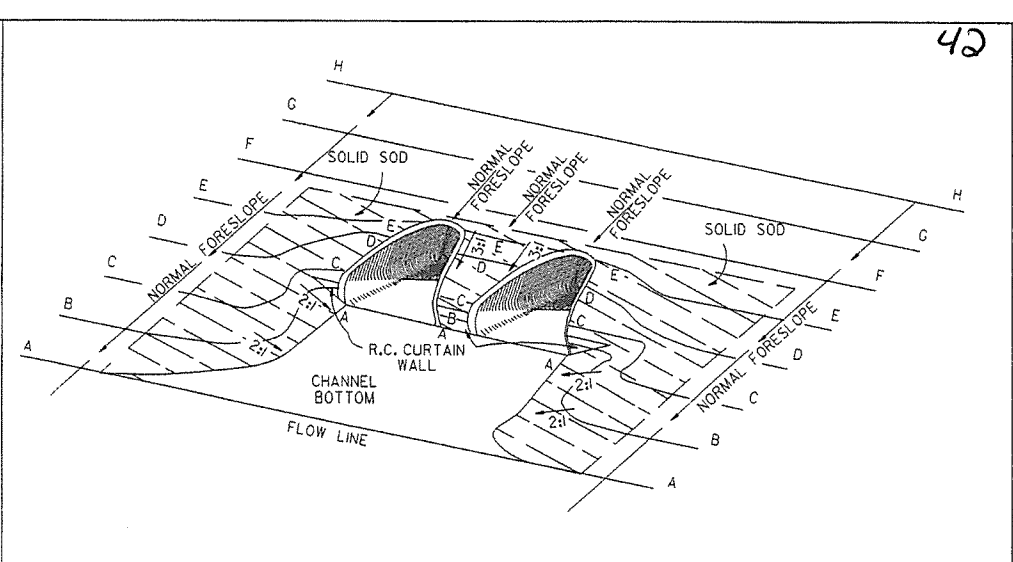 42
H
G
F
SOLID SOD
E
D
C
B
A
NORMAL FORESLOPE
NORMAL
FORESLOPE
NORMAL
FORESLOPE
NORMAL
FORESLOPE
SOLID SOD
H
G
F
E
D
C
B
A
NORMAL FORESLOPE
E
D
C
A
3:1
E
D
C
B
A
3:1
E
D
C
A
2:1
2:1
2:1
2:1
R.C. CURTAIN
WALL
CHANNEL
BOTTOM
FLOW LINE